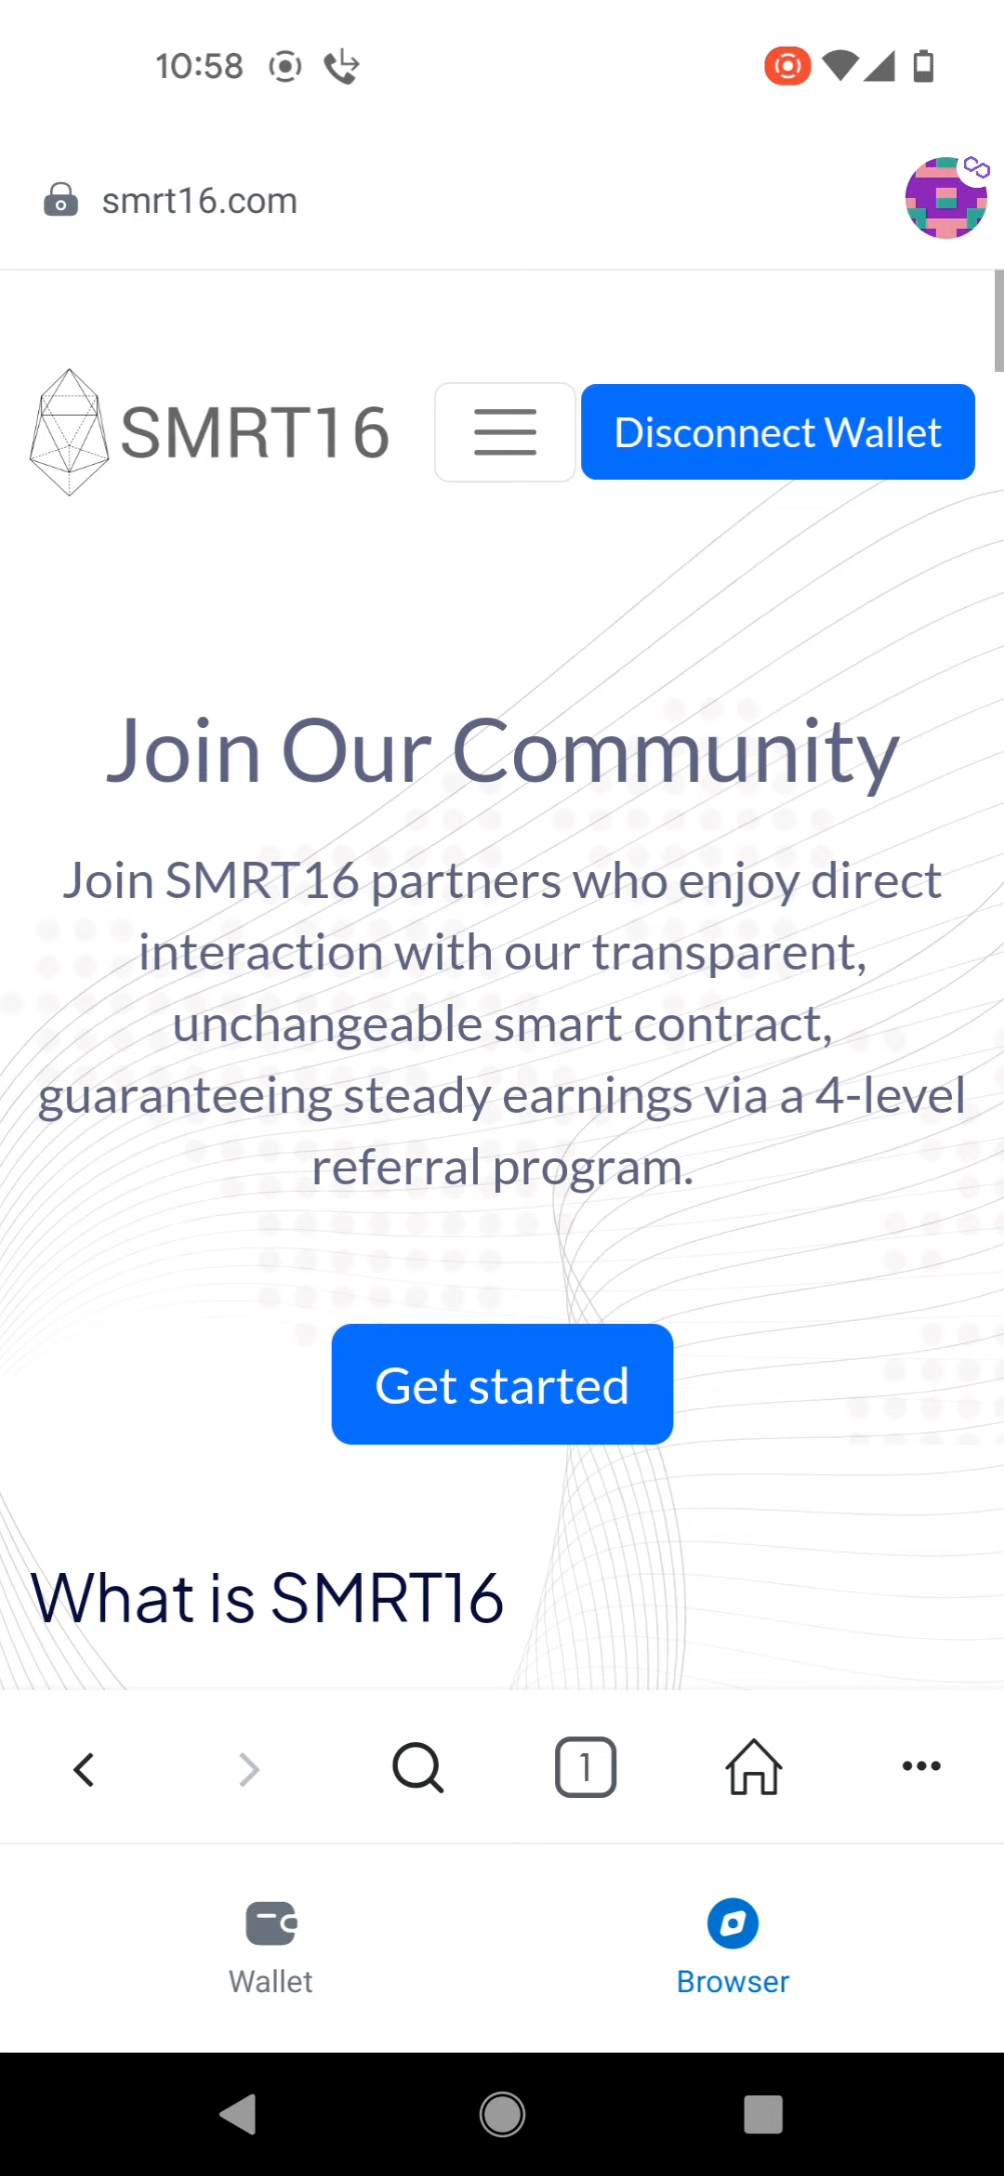 10:58
smrt16.com
SMRT16
Disconnect Wallet
Join Our Community
Join SMRT16 partners who enjoy direct
interaction with our transparent,
unchangeable smart contract,
guaranteeing steady earnings via a 4-level
referral program.
Get started
What is SMRT16
1
Wallet
Browser